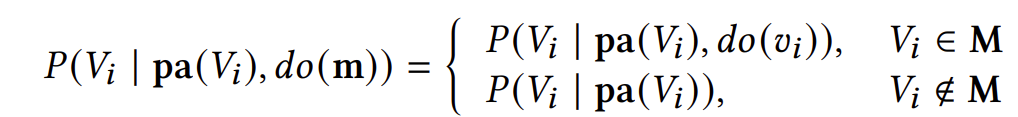 P(V_i | pa(V_i), do(m)) = { P(V_i | pa(V_i), do(v_i)), V_i ∈ M
P(V_i | pa(V_i)), V_i ∉ M